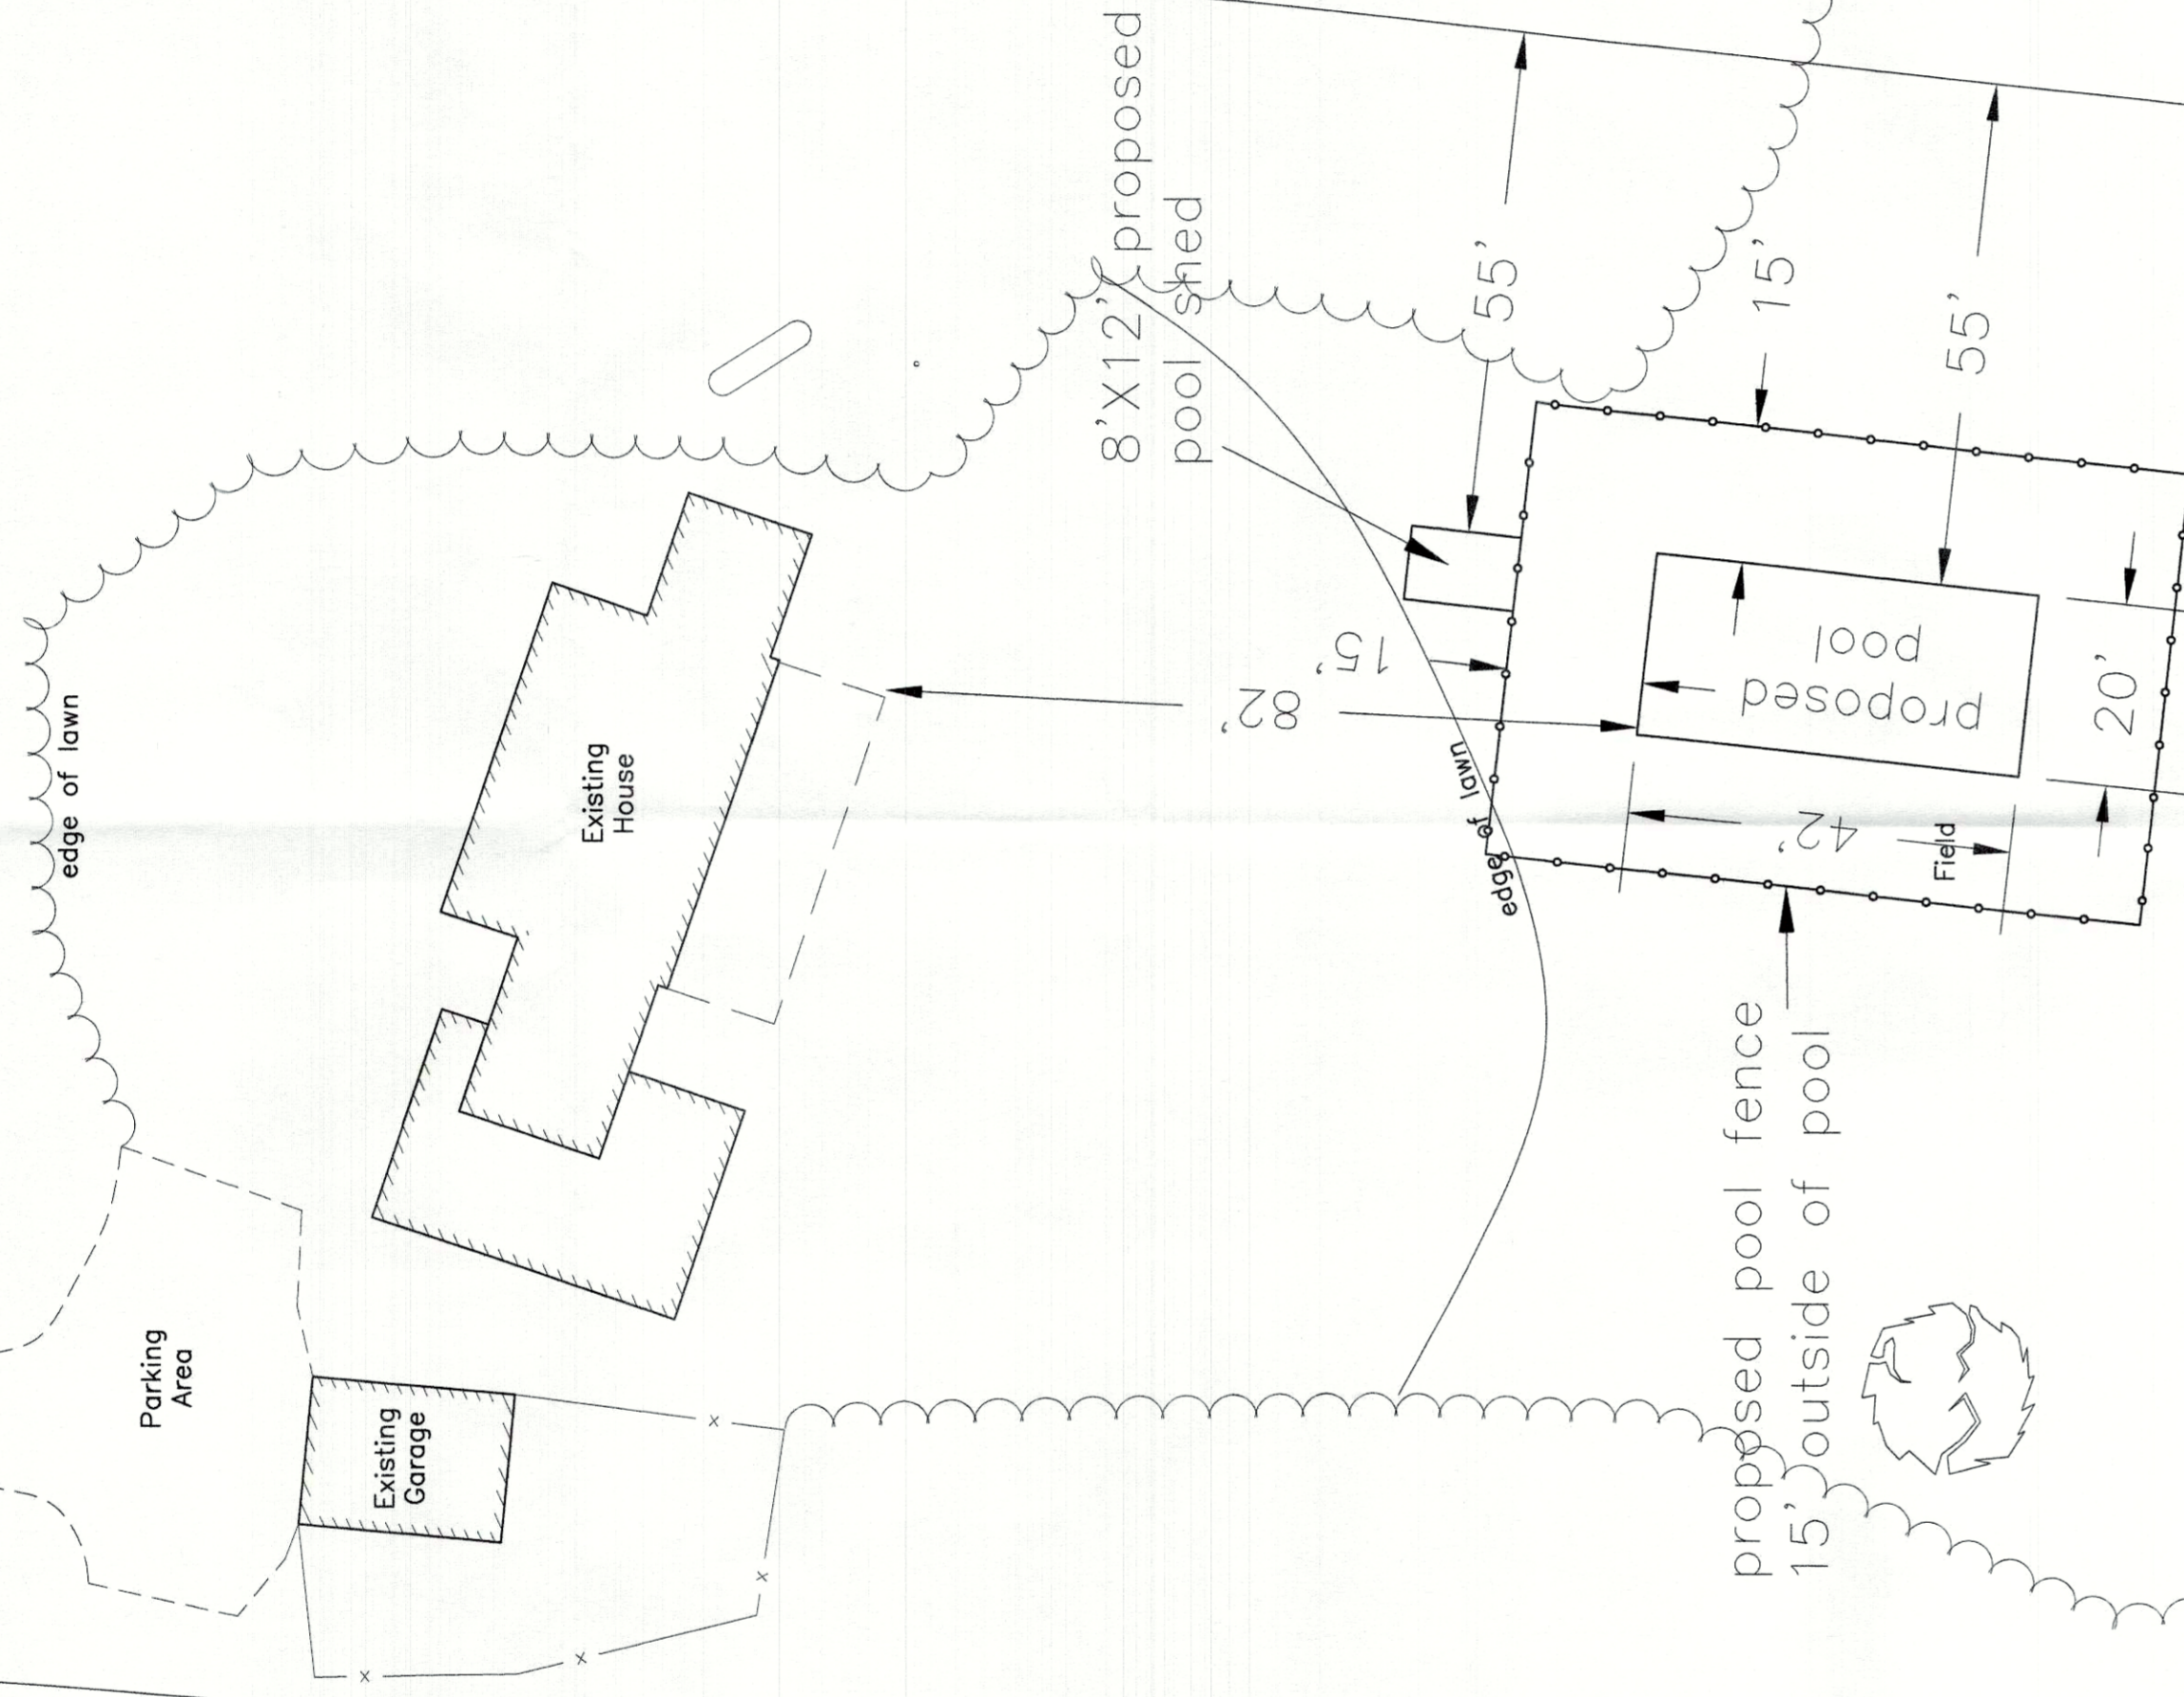 edge of lawn
Parking
Area
Existing
Garage
Existing
House
8'X12' proposed
pool shed
82'
15'
edge of lawn
55'
15'
55'
proposed
pool
20'
42'
Field
proposed pool fence
15' outside of pool
x
x
x
x